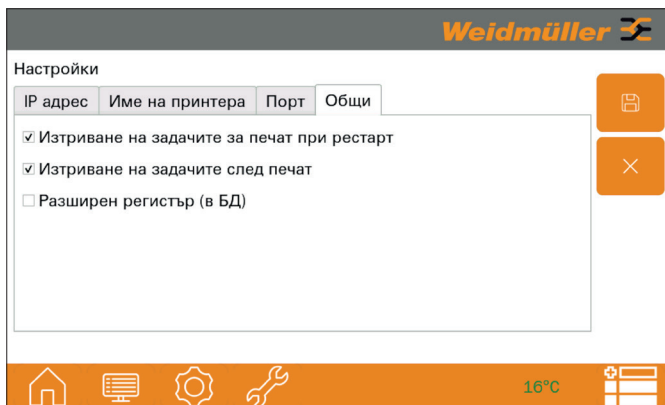 Weidmüller
Настройки
IP адрес Име на принтера Порт Общи
Изтриване на задачите за печат при рестарт
Изтриване на задачите след печат
Разширен регистър (в БД)
16°C